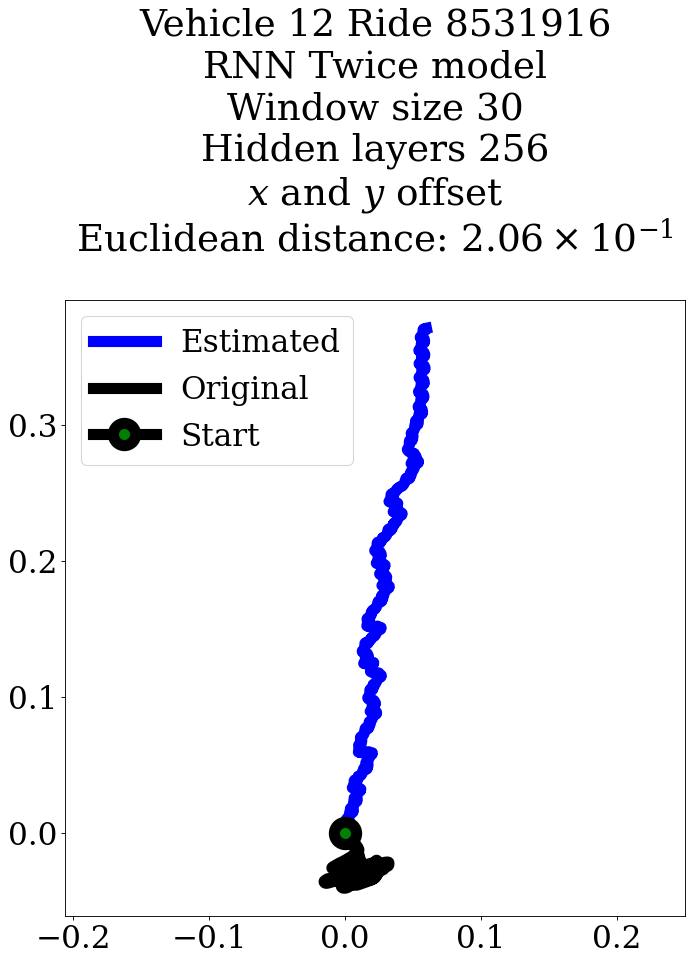 Vehicle 12 Ride 8531916
RNN Twice model
Window size 30
Hidden layers 256
x and y offset
Euclidean distance: 2.06 × 10⁻¹
Estimated
Original
Start
0.3
0.2
0.1
0.0
−0.2 −0.1 0.0 0.1 0.2